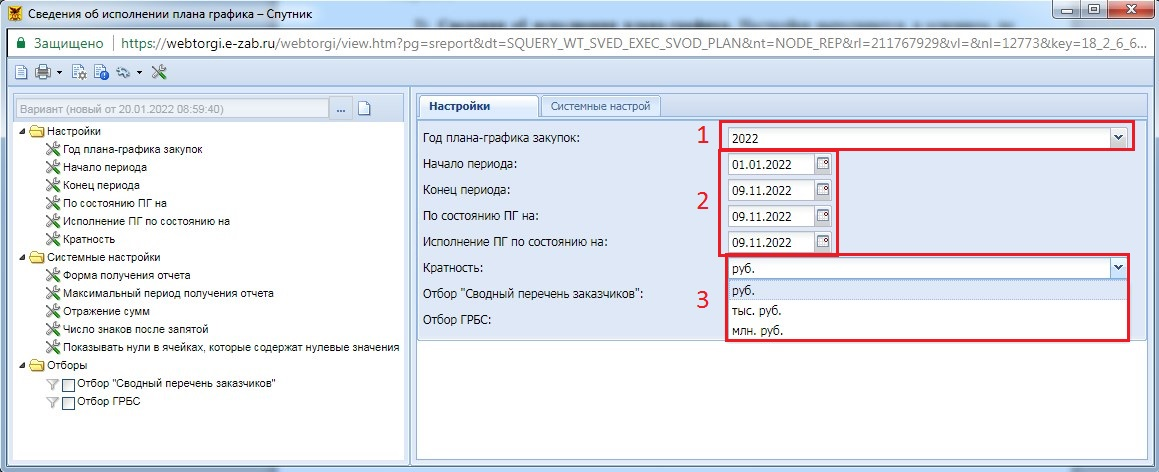 Сведения об исполнении плана графика – Спутник
Защищено https://webtorgi.e-zab.ru/webtorgi/view.htm?pg=sreport&dt=SQUERY_WT_SVED_EXEC_SVOD_PLAN&nt=NODE_REP&rl=211767929&vl=&nl=12773&key=18_2_6_6...
Вариант (новый от 20.01.2022 08:59:40) ...
Настройки
Год плана-графика закупок
Начало периода
Конец периода
По состоянию ПГ на
Исполнение ПГ по состоянию на
Кратность
Системные настройки
Форма получения отчета
Максимальный период получения отчета
Отражение сумм
Число знаков после запятой
Показывать нули в ячейках, которые содержат нулевые значения
Отборы
Отбор "Сводный перечень заказчиков"
Отбор ГРБС
Настройки Системные настрой
Год плана-графика закупок: 1 2022
Начало периода: 01.01.2022
Конец периода: 09.11.2022
2
По состоянию ПГ на: 09.11.2022
Исполнение ПГ по состоянию на: 09.11.2022
Кратность: руб.
руб.
Отбор "Сводный перечень заказчиков": 3
тыс. руб.
Отбор ГРБС:
млн. руб.